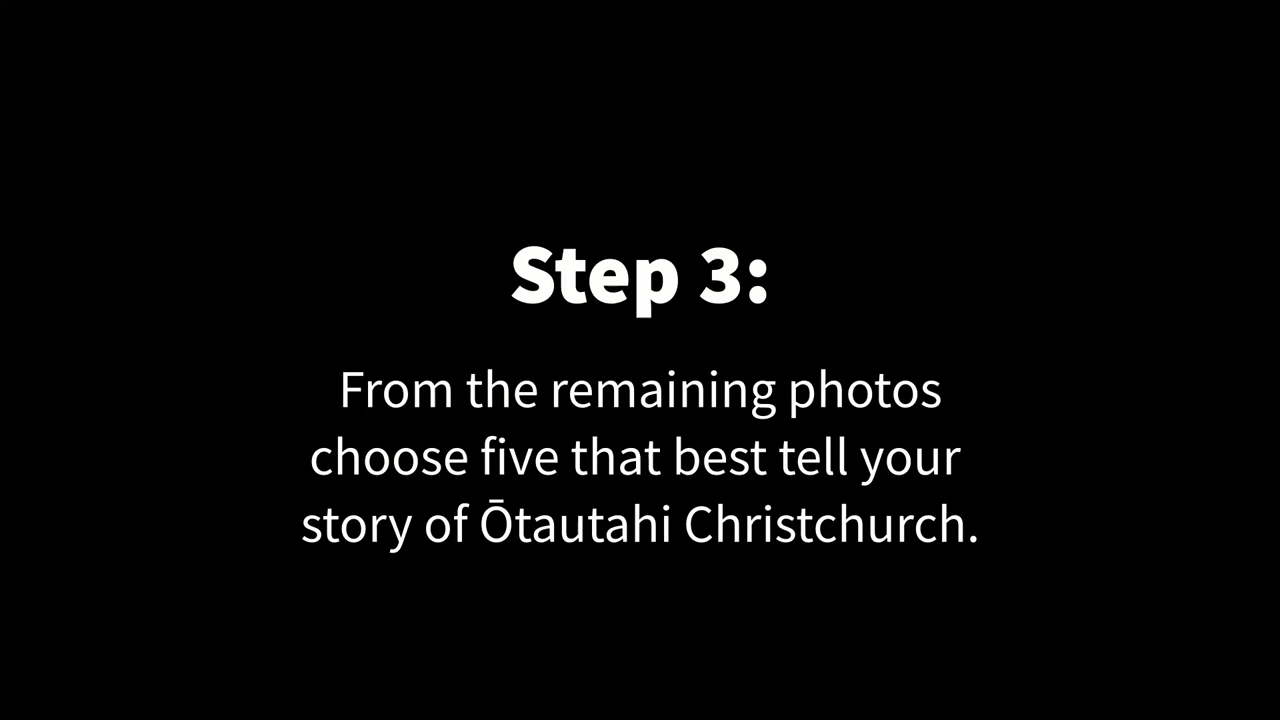 Step 3:
From the remaining photos
choose five that best tell your
story of Ōtautahi Christchurch.